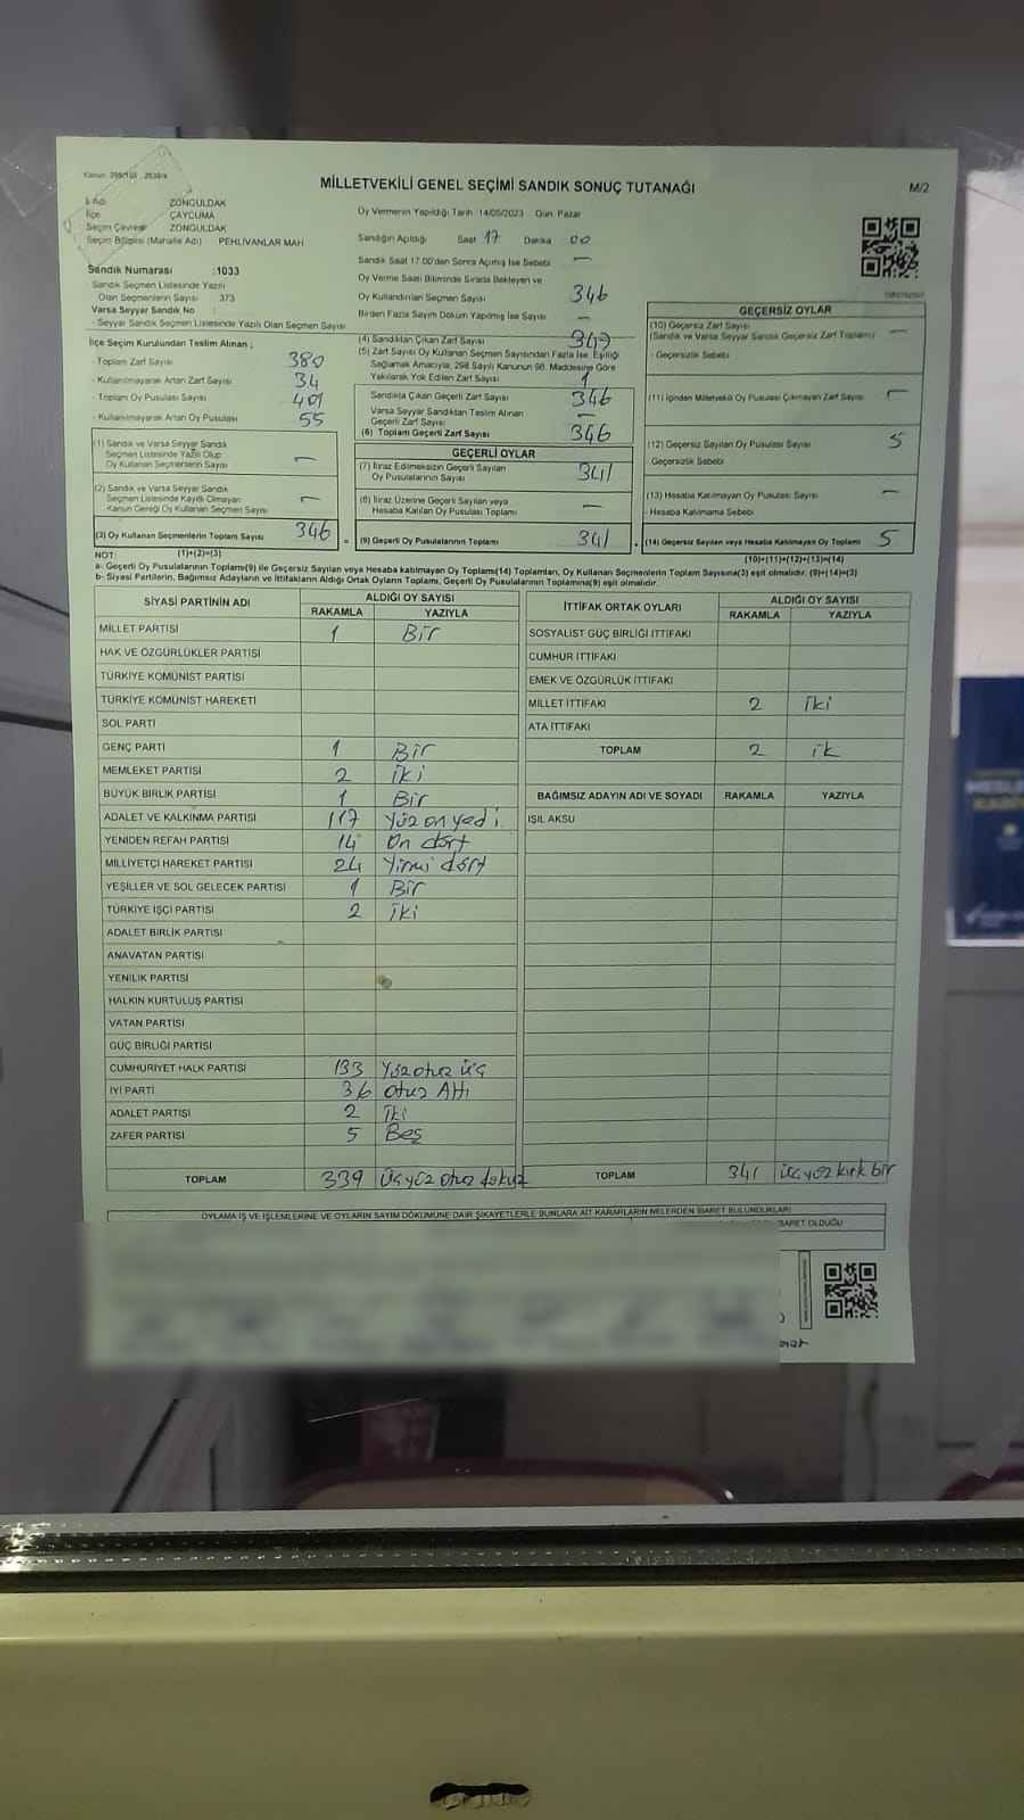 MİLLETVEKİLİ GENEL SEÇİMİ SANDIK SONUÇ TUTANAĞI
M/2
İl Adı ZONGULDAK
İlçe ÇAYCUMA
Seçim Çevresi ZONGULDAK
Seçim Bölgesi (Mahalle Adı) PEHLİVANLAR MAH
Sandık Numarası :1033
Sandık Seçmen Listesinde Yazılı
Olan Seçmenlerin Sayısı 373
Varsa Seyyar Sandık No :
- Seyyar Sandık Seçmen Listesinde Yazılı Olan Seçmen Sayısı
İlçe Seçim Kurulundan Teslim Alınan ;
- Toplam Zarf Sayısı 380
- Kullanılmayarak Artan Zarf Sayısı 34
- Toplam Oy Pusulası Sayısı 401
- Kullanılmayarak Artan Oy Pusulası 55
(1) Sandık ve Varsa Seyyar Sandık
Seçmen Listesinde Yazılı Olup
Oy Kullanan Seçmenlerin Sayısı —
(2) Sandık ve Varsa Seyyar Sandık
Seçmen Listesinde Kayıtlı Olmayan
Kanun Gereği Oy Kullanan Seçmen Sayısı —
(3) Oy Kullanan Seçmenlerin Toplam Sayısı 346
(1)+(2)=(3)
Oy Vermenin Yapıldığı Tarih :14/05/2023 Gün: Pazar
Sandığın Açıldığı Saat 17 Dakika 00
Sandık Saat 17.00'den Sonra Açılmış İse Sebebi —
Oy Verme Saati Bitiminde Sırada Bekleyen ve
Oy Kullandırılan Seçmen Sayısı 346
Birden Fazla Sayım Döküm Yapılmış İse Sayısı —
(4) Sandıktan Çıkan Zarf Sayısı 347
(5) Zarf Sayısı Oy Kullanan Seçmen Sayısından Fazla İse, Eşitliği
Sağlamak Amacıyla, 298 Sayılı Kanunun 98. Maddesine Göre
Yakılarak Yok Edilen Zarf Sayısı 1
Sandıkta Çıkan Geçerli Zarf Sayısı 346
Varsa Seyyar Sandıktan Teslim Alınan
Geçerli Zarf Sayısı —
(6) Toplam Geçerli Zarf Sayısı 346
GEÇERLİ OYLAR
(7) İtiraz Edilmeksizin Geçerli Sayılan
Oy Pusulalarının Sayısı 341
(8) İtiraz Üzerine Geçerli Sayılan veya
Hesaba Katılan Oy Pusulası Toplamı —
(9) Geçerli Oy Pusulalarının Toplamı 341
GEÇERSİZ OYLAR
(10) Geçersiz Zarf Sayısı
(Sandık ve Varsa Seyyar Sandık Geçersiz Zarf Toplamı) —
- Geçersizlik Sebebi
(11) İçinden Milletvekili Oy Pusulası Çıkmayan Zarf Sayısı —
(12) Geçersiz Sayılan Oy Pusulası Sayısı 5
- Geçersizlik Sebebi
(13) Hesaba Katılmayan Oy Pusulası Sayısı —
- Hesaba Katılmama Sebebi
(14) Geçersiz Sayılan veya Hesaba Katılmayan Oy Toplamı 5
(10)+(11)+(12)+(13)=(14)
NOT:
a- Geçerli Oy Pusulalarının Toplamı(9) ile Geçersiz Sayılan veya Hesaba katılmayan Oy Toplamı(14) Toplamları, Oy Kullanan Seçmenlerin Toplam Sayısına(3) eşit olmalıdır. (9)+(14)=(3)
b- Siyasi Partilerin, Bağımsız Adayların ve İttifakların Aldığı Ortak Oyların Toplamı, Geçerli Oy Pusulalarının Toplamına(9) eşit olmalıdır.
SİYASİ PARTİNİN ADI ALDIĞI OY SAYISI
RAKAMLA YAZIYLA
MİLLET PARTİSİ 1 Bir
HAK VE ÖZGÜRLÜKLER PARTİSİ
TÜRKİYE KOMÜNİST PARTİSİ
TÜRKİYE KOMÜNİST HAREKETİ
SOL PARTİ
GENÇ PARTİ 1 Bir
MEMLEKET PARTİSİ 2 iki
BÜYÜK BİRLİK PARTİSİ 1 Bir
ADALET VE KALKINMA PARTİSİ 117 Yüz on yedi
YENİDEN REFAH PARTİSİ 14 On dört
MİLLİYETÇİ HAREKET PARTİSİ 24 Yirmi dört
YEŞİLLER VE SOL GELECEK PARTİSİ 1 Bir
TÜRKİYE İŞÇİ PARTİSİ 2 iki
ADALET BİRLİK PARTİSİ
ANAVATAN PARTİSİ
YENİLİK PARTİSİ
HALKIN KURTULUŞ PARTİSİ
VATAN PARTİSİ
GÜÇ BİRLİĞİ PARTİSİ
CUMHURİYET HALK PARTİSİ 133 Yüz otuz üç
İYİ PARTİ 36 otuz Altı
ADALET PARTİSİ 2 İki
ZAFER PARTİSİ 5 Beş
TOPLAM 339 Üçyüz otuz dokuz
İTTİFAK ORTAK OYLARI ALDIĞI OY SAYISI
RAKAMLA YAZIYLA
SOSYALİST GÜÇ BİRLİĞİ İTTİFAKI
CUMHUR İTTİFAKI
EMEK VE ÖZGÜRLÜK İTTİFAKI
MİLLET İTTİFAKI 2 iki
ATA İTTİFAKI
TOPLAM 2 ik
BAĞIMSIZ ADAYIN ADI VE SOYADI RAKAMLA YAZIYLA
IŞIL AKSU
TOPLAM 341 üçyüz kırk bir
OYLAMA İŞ VE İŞLEMLERİNE VE OYLARIN SAYIM DÖKÜMÜNE DAİR ŞİKAYETLERLE BUNLARA AİT KARARLARIN NELERDEN İBARET BULUNDUKLARI
BARET OLDUĞU